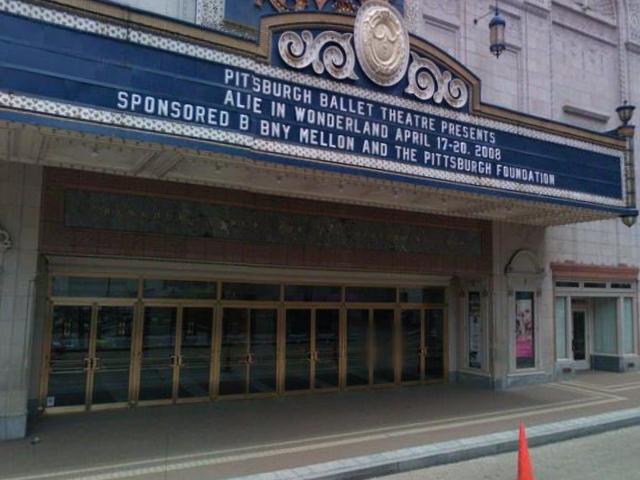 PITSBURGH BALLET THEATRE PRESENTS
ALIE IN WONDERLAND APRIL 17-20, 2008
SPONSORED B BNY MELLON AND THE PITTSBURGH FOUNDATION